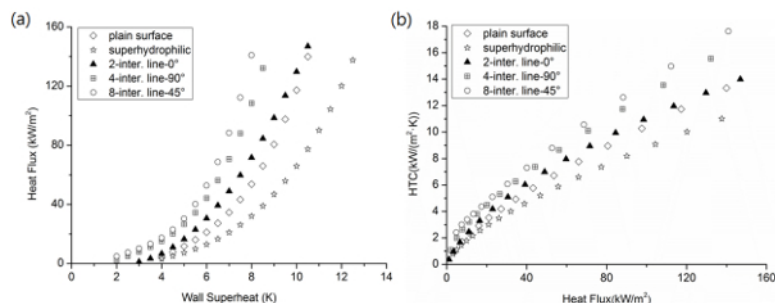 (a)
plain surface
superhydrophilic
2-inter. line-0°
4-inter. line-90°
8-inter. line-45°
Heat Flux (kW/m²)
160
120
80
40
0
0 2 4 6 8 10 12
Wall Superheat (K)
(b)
plain surface
superhydrophilic
2-inter. line-0°
4-inter. line-90°
8-inter. line-45°
HTC(kW/(m²·K))
18
16
14
12
10
8
6
4
2
0
0 20 40 60 80 100 120 140 160
Heat Flux(kW/m²)